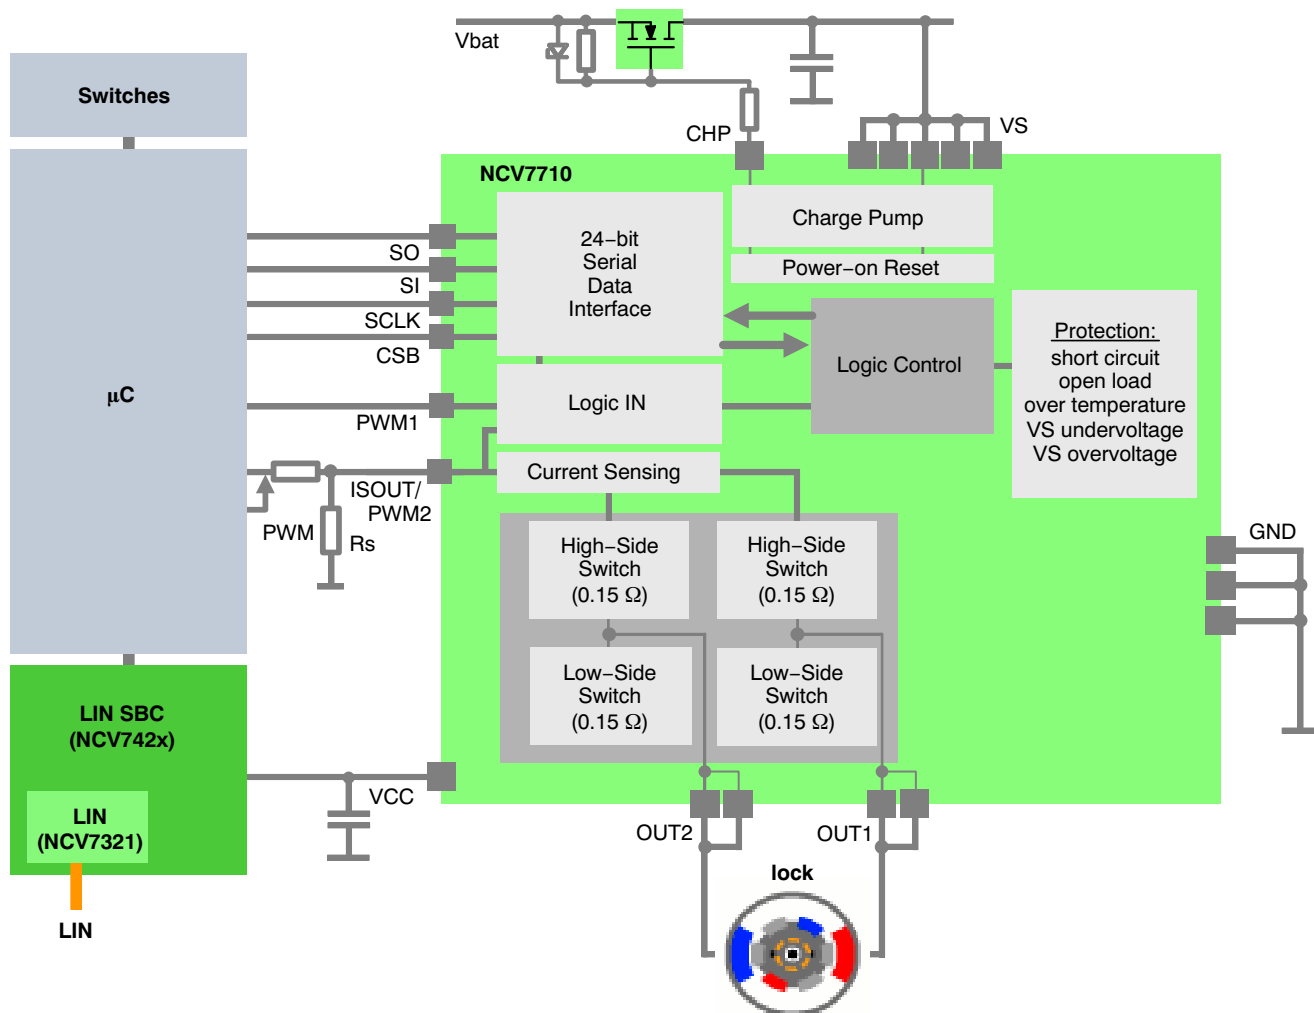 Vbat
Switches
CHP
VS
NCV7710
24–bit
Serial
Data
Interface
Charge Pump
Power–on Reset
SO
SI
SCLK
CSB
μC
PWM1
Logic IN
Logic Control
Protection:
short circuit
open load
over temperature
VS undervoltage
VS overvoltage
Current Sensing
ISOUT/
PWM2
PWM
Rs
High–Side
Switch
(0.15 Ω)
High–Side
Switch
(0.15 Ω)
GND
Low–Side
Switch
(0.15 Ω)
Low–Side
Switch
(0.15 Ω)
LIN SBC
(NCV742x)
VCC
LIN
(NCV7321)
OUT2
OUT1
lock
LIN